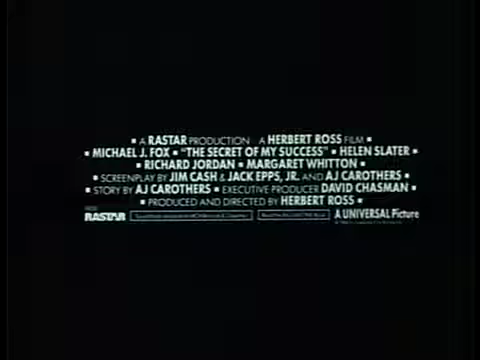 ▪ A RASTAR PRODUCTION A HERBERT ROSS FILM ▪
▪ MICHAEL J. FOX ▪ "THE SECRET OF MY SUCCESS" ▪ HELEN SLATER ▪
▪ RICHARD JORDAN ▪ MARGARET WHITTON ▪
▪ SCREENPLAY BY JIM CASH & JACK EPPS, JR. AND AJ CAROTHERS ▪
▪ STORY BY AJ CAROTHERS ▪ EXECUTIVE PRODUCER DAVID CHASMAN ▪
▪ PRODUCED AND DIRECTED BY HERBERT ROSS ▪
RASTAR A UNIVERSAL Picture